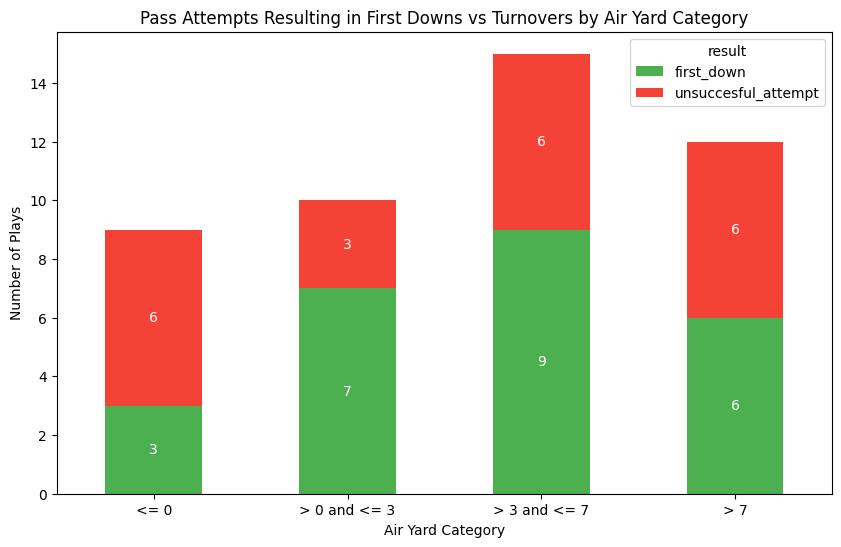 Pass Attempts Resulting in First Downs vs Turnovers by Air Yard Category
result
first_down
unsuccesful_attempt
Number of Plays
14
12
10
8
6
4
2
0
6
3
3
7
6
9
6
6
<= 0
> 0 and <= 3
> 3 and <= 7
> 7
Air Yard Category